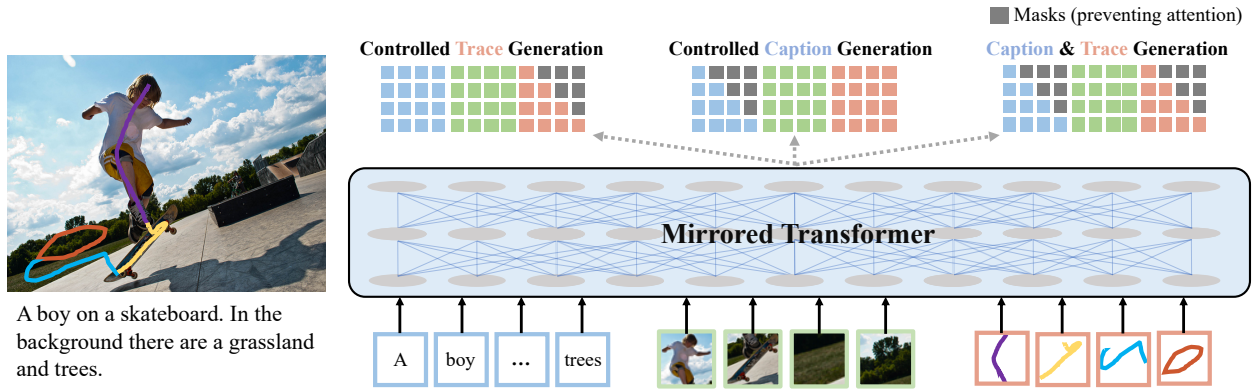 Masks (preventing attention)
Controlled Trace Generation
Controlled Caption Generation
Caption & Trace Generation
Mirrored Transformer
A boy on a skateboard. In the
background there are a grassland
and trees.
A
boy
...
trees